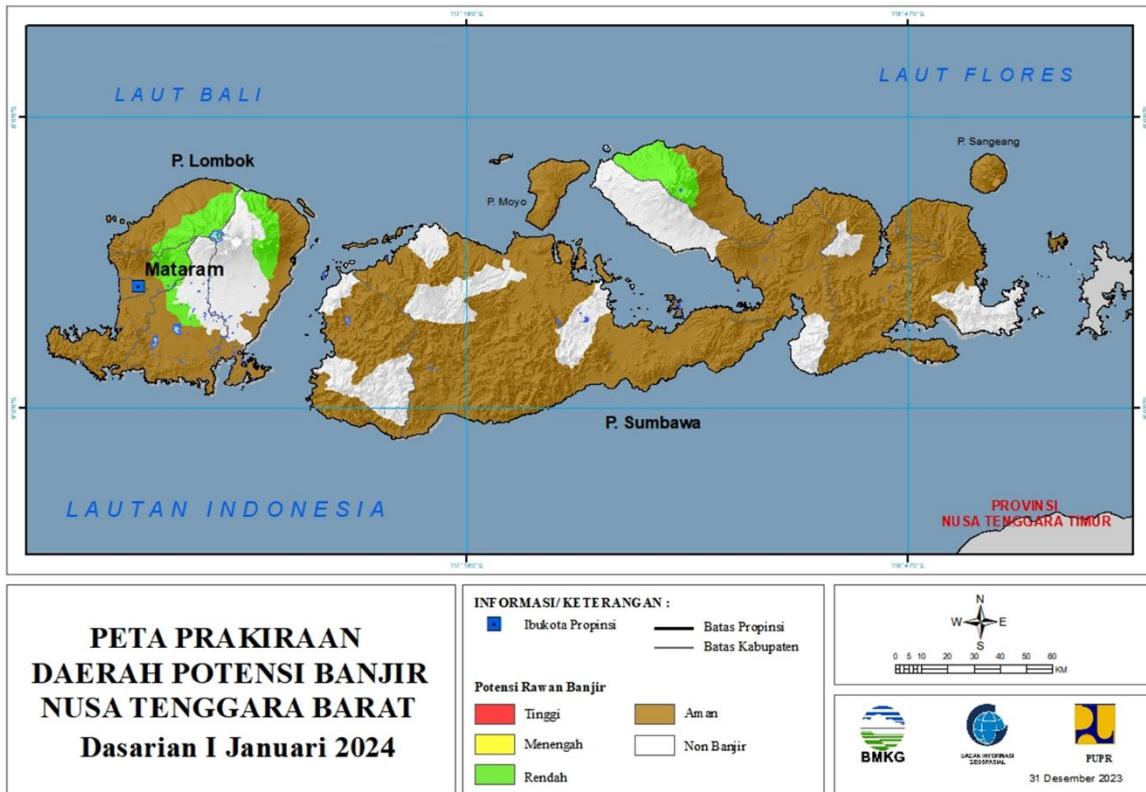 LAUT BALI
LAUT FLORES
P. Lombok
P. Sangeang
P. Moyo
Mataram
P. Sumbawa
LAUTAN INDONESIA
PROVINSI
NUSA TENGGARA TIMUR
PETA PRAKIRAAN
DAERAH POTENSI BANJIR
NUSA TENGGARA BARAT
Dasarian I Januari 2024
INFORMASI/ KETERANGAN :
Ibukota Propinsi
Batas Propinsi
Batas Kabupaten
Potensi Rawan Banjir
Tinggi
Aman
Menengah
Non Banjir
Rendah
N
W E
S
0 5 10 20 30 40 50 60
KM
BMKG
BADAN INFORMASI
GEOSPASIAL
PUPR
31 Desember 2023